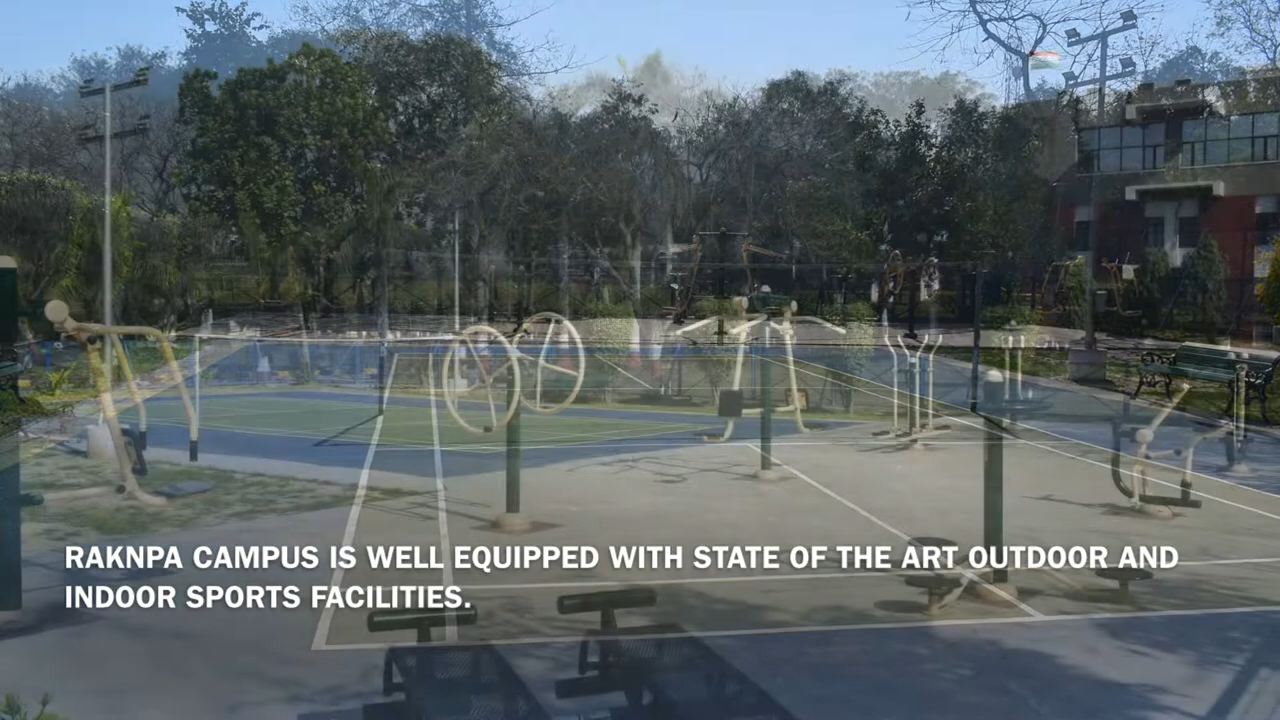 RAKNPA CAMPUS IS WELL EQUIPPED WITH STATE OF THE ART OUTDOOR AND
INDOOR SPORTS FACILITIES.